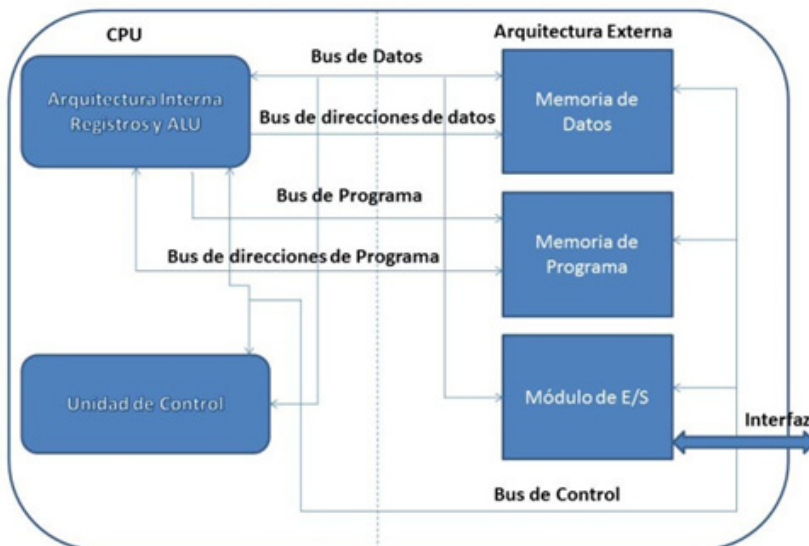 CPU
Arquitectura Externa
Bus de Datos
Arquitectura Interna
Registros y ALU
Memoria de
Datos
Bus de direcciones de datos
Bus de Programa
Memoria de
Programa
Bus de direcciones de Programa
Unidad de Control
Módulo de E/S
Interfaz
Bus de Control